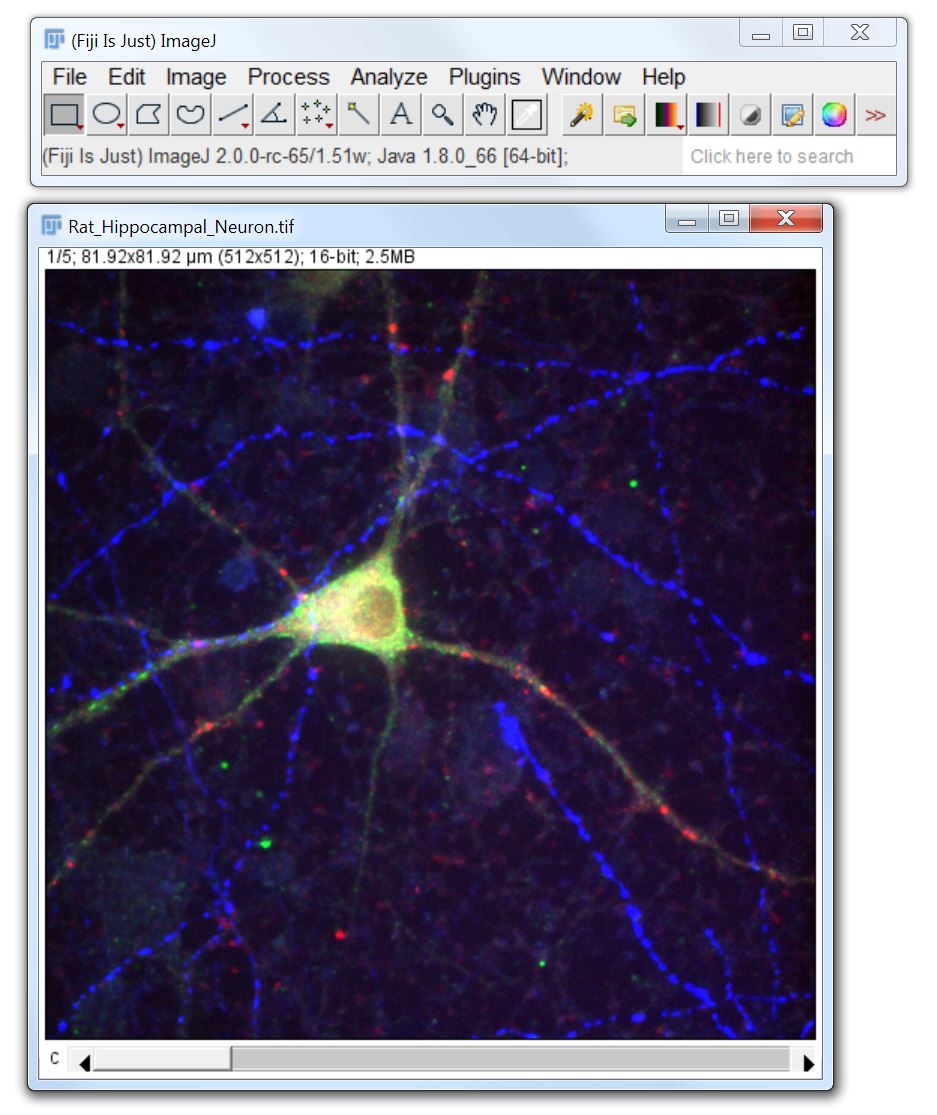 (Fiji Is Just) ImageJ
File Edit Image Process Analyze Plugins Window Help
A >>
(Fiji Is Just) ImageJ 2.0.0-rc-65/1.51w; Java 1.8.0_66 [64-bit]; Click here to search
Rat_Hippocampal_Neuron.tif
1/5; 81.92x81.92 µm (512x512); 16-bit; 2.5MB
C